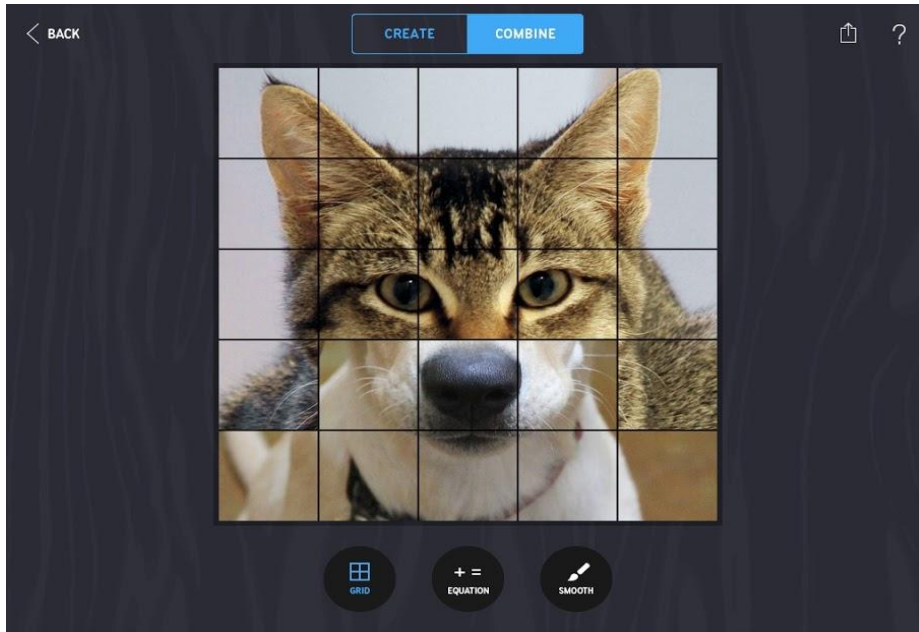 BACK
CREATE
COMBINE
?
GRID
+ =
EQUATION
SMOOTH